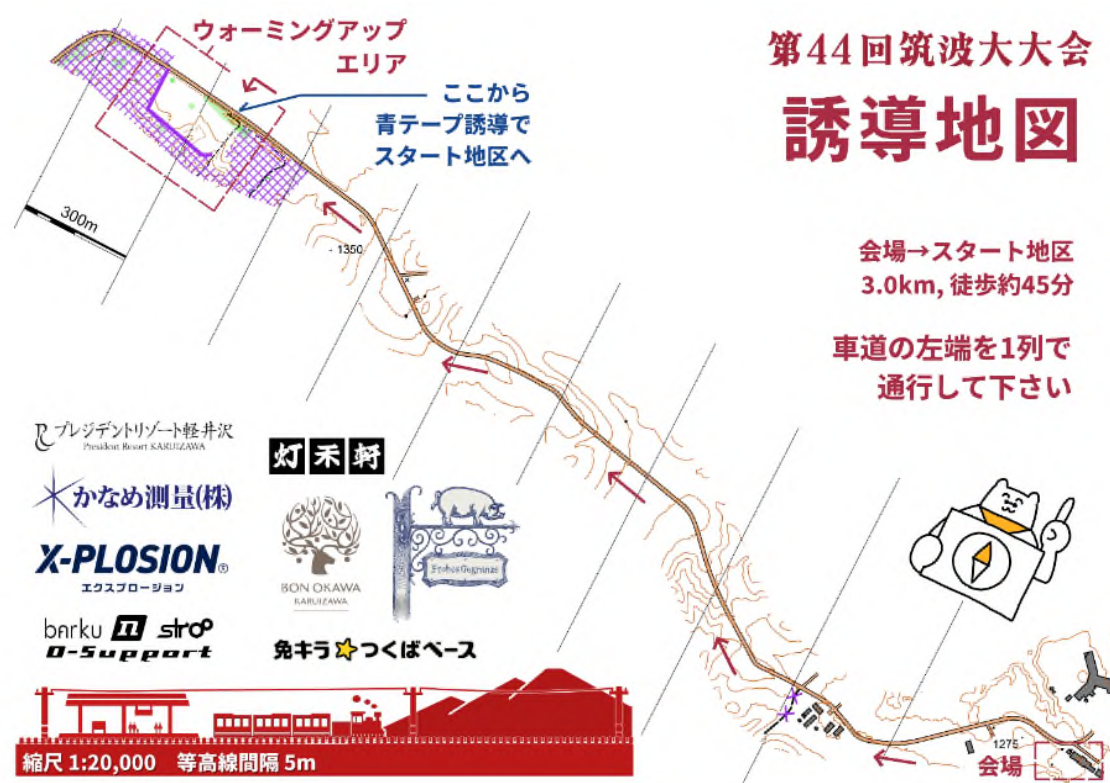 第44回筑波大大会
誘導地図
ウォーミングアップ
エリア
ここから
青テープ誘導で
スタート地区へ
300m
1350
会場→スタート地区
3.0km, 徒歩約45分
車道の左端を1列で
通行して下さい
プレジデントリゾート軽井沢
President Resort KARUIZAWA
かなめ測量(株)
X-PLOSION®
エクスプロージョン
barku n stro
O-Support
灯禾軒
BON OKAWA
KARUIZAWA
兔キラ☆つくばベース
1275
会場
縮尺 1:20,000 等高線間隔 5m